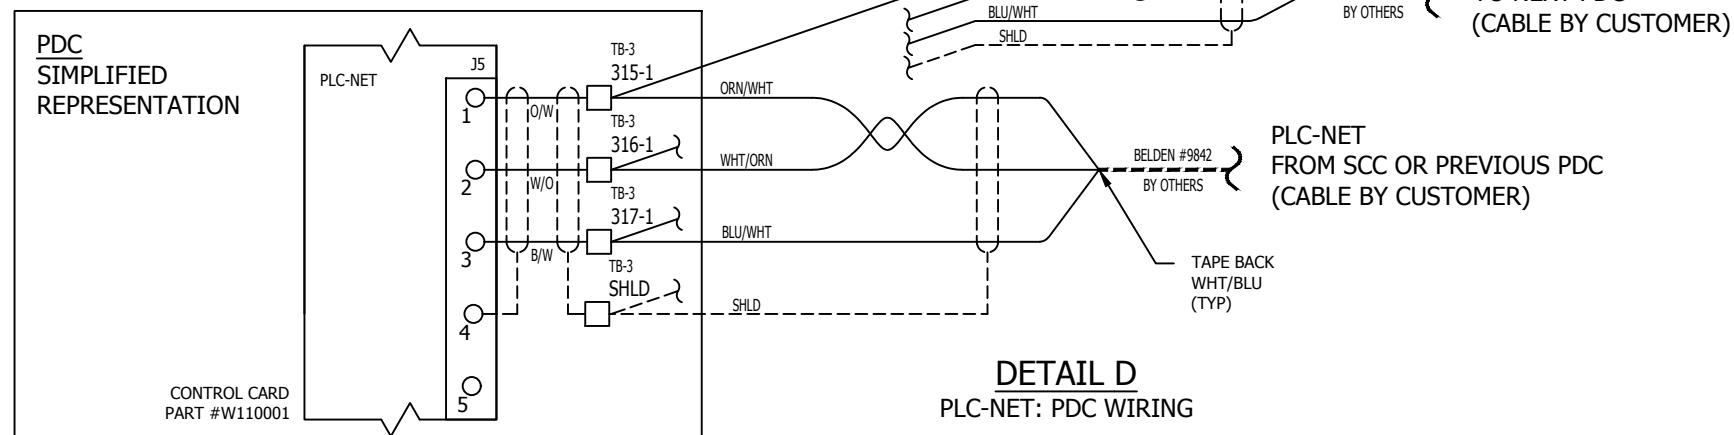 PDC
SIMPLIFIED
REPRESENTATION
PLC-NET
J5
1
2
3
4
5
CONTROL CARD
PART #W110001
O/W
W/O
B/W
TB-3
315-1
TB-3
316-1
TB-3
317-1
TB-3
SHLD
ORN/WHT
WHT/ORN
BLU/WHT
SHLD
BLU/WHT
SHLD
BY OTHERS
(CABLE BY CUSTOMER)
BELDEN #9842
BY OTHERS
PLC-NET
FROM SCC OR PREVIOUS PDC
(CABLE BY CUSTOMER)
TAPE BACK
WHT/BLU
(TYP)
DETAIL D
PLC-NET: PDC WIRING